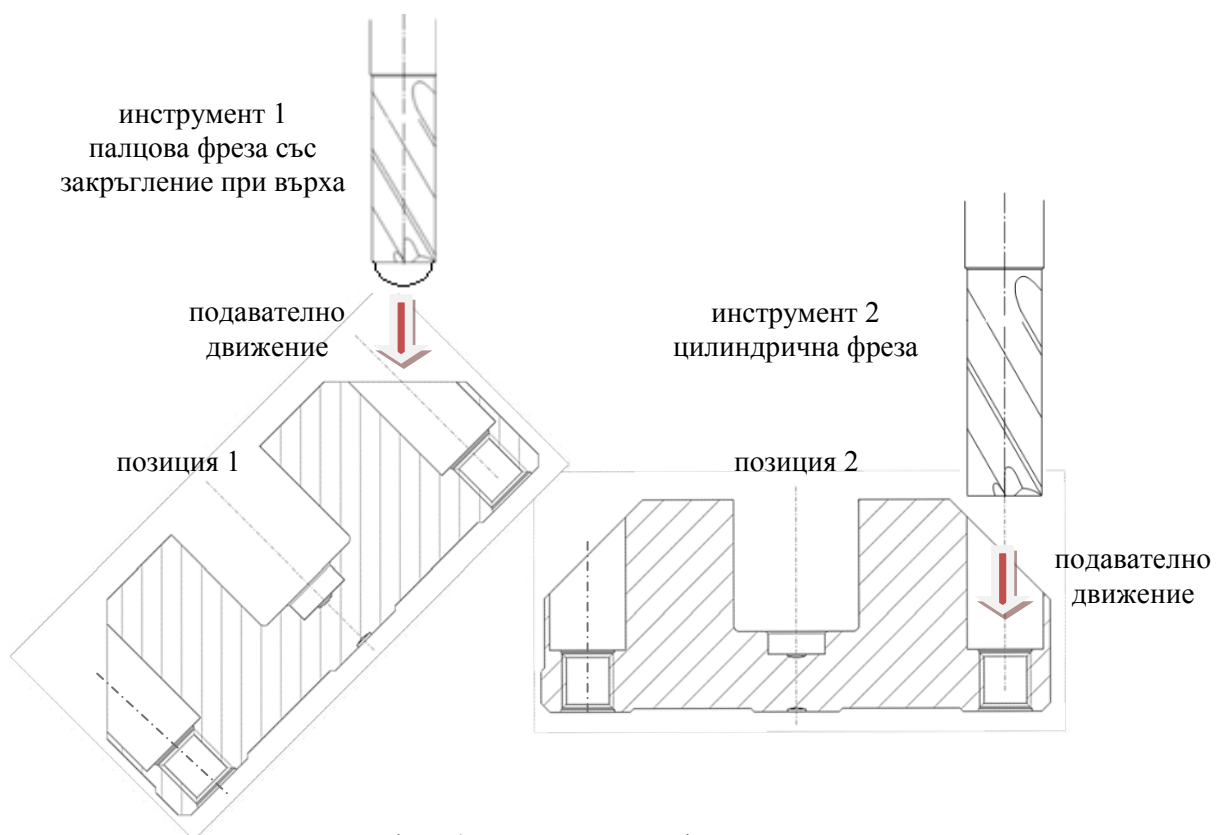 инструмент 1
палцова фреза със
закръгление при върха
подавателно
движение
инструмент 2
цилиндрична фреза
позиция 1
позиция 2
подавателно
движение